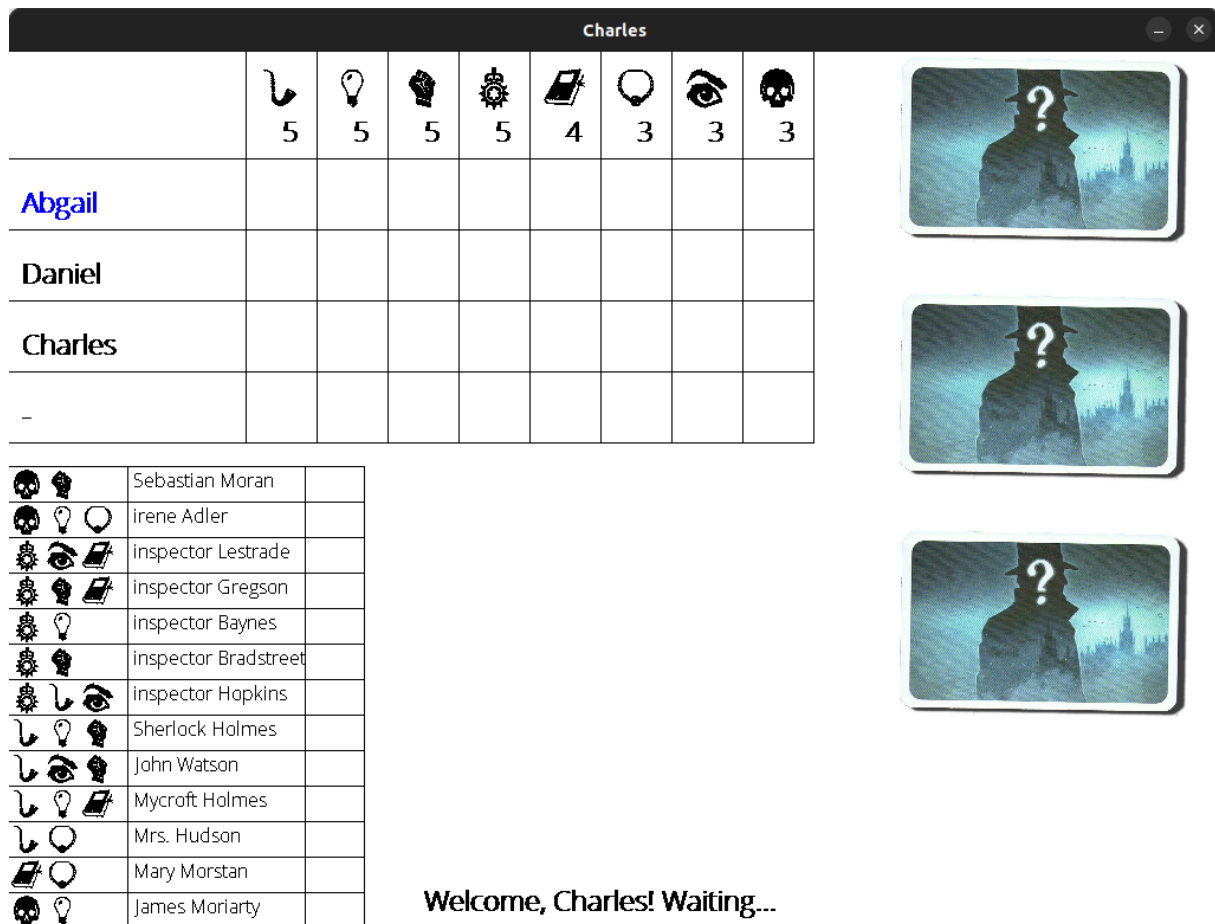 Charles
5 5 5 5 4 3 3 3
Abgail
Daniel
Charles
_
Sebastian Moran
irene Adler
inspector Lestrade
inspector Gregson
inspector Baynes
inspector Bradstreet
inspector Hopkins
Sherlock Holmes
John Watson
Mycroft Holmes
Mrs. Hudson
Mary Morstan
James Moriarty
?
?
?
Welcome, Charles! Waiting...